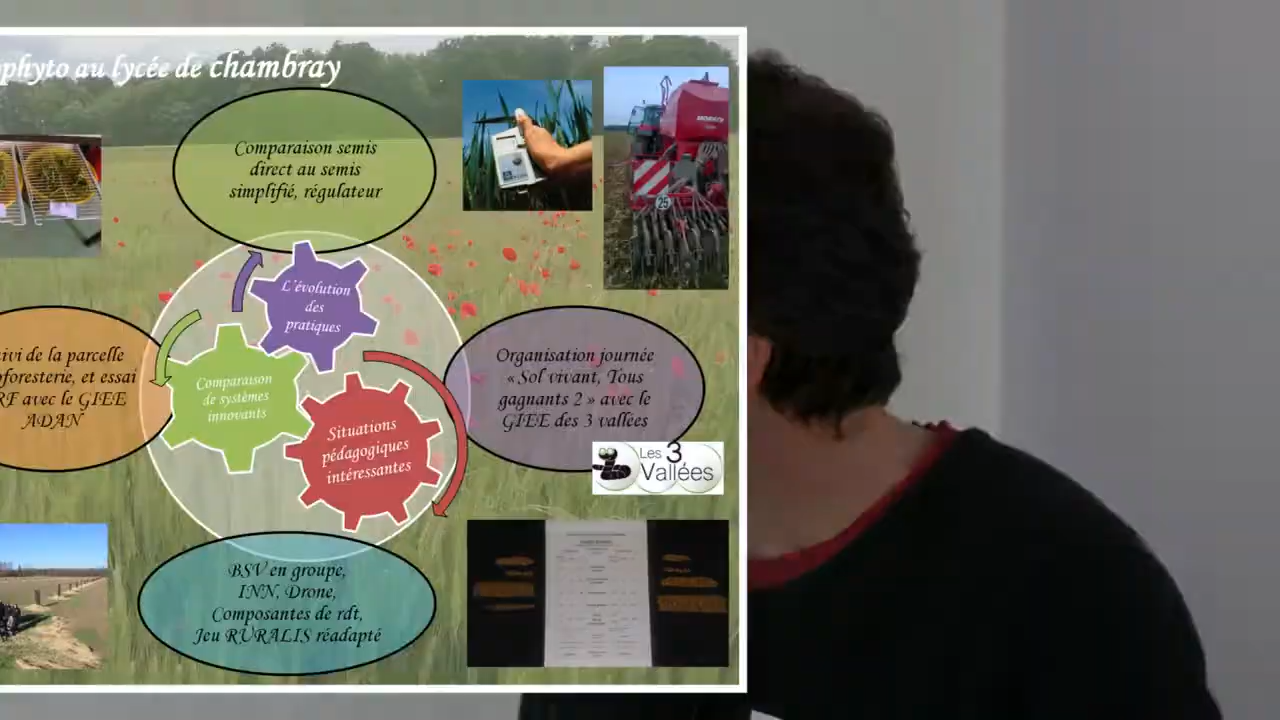 ophyto au lycée de chambray
Comparaison semis
direct au semis
simplifié, régulateur
25
L'évolution
des
pratiques
Comparaison
de systèmes
innovants
Situations
pédagogiques
intéressantes
ivi de la parcelle
oforesterie, et essai
RF avec le GIEE
ADAN
Organisation journée
« Sol vivant, Tous
gagnants 2 » avec le
GIEE des 3 vallées
Les 3
Vallées
BSV en groupe,
INN, Drone,
Composantes de rdt,
Jeu RURALIS réadapté